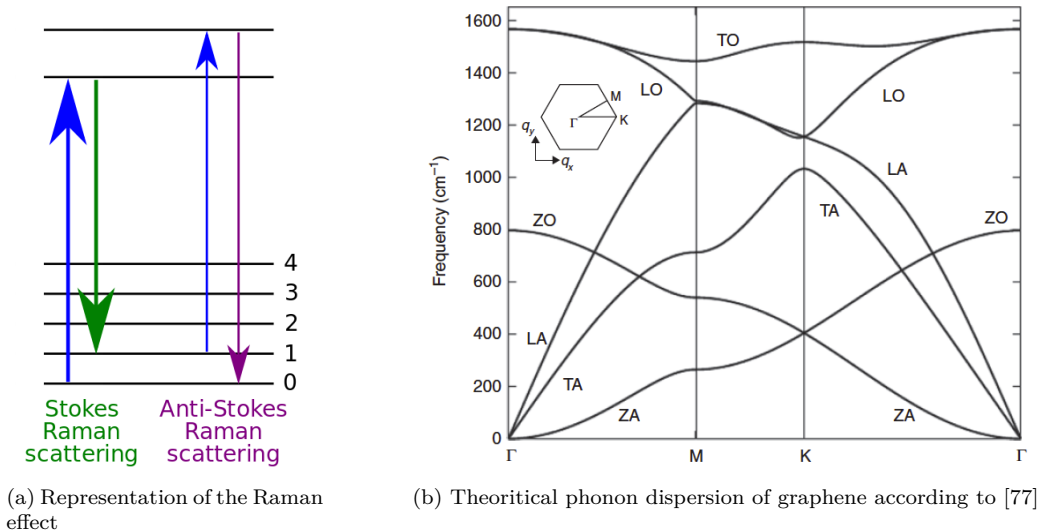 4
3
2
1
0
Stokes
Raman
scattering
Anti-Stokes
Raman
scattering
(a) Representation of the Raman
effect
Frequency (cm⁻¹)
1600
1400
1200
1000
800
600
400
200
0
TO
LO
LO
M
Γ
K
q_y
q_x
LA
TA
ZO
ZO
LA
TA
ZA
ZA
Γ
M
K
Γ
(b) Theoritical phonon dispersion of graphene according to [77]